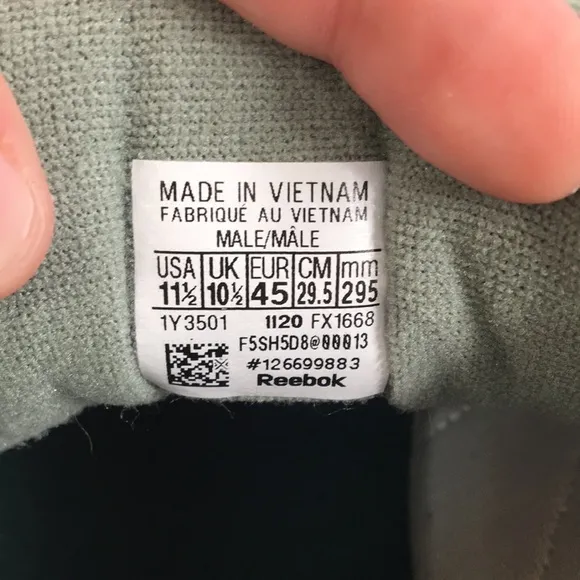 MADE IN VIETNAM
FABRIQUÉ AU VIETNAM
MALE/MÂLE
USA UK EUR CM mm
11½ 10½ 45 29.5 295
1Y3501 1120 FX1668
F5SH5D8@00013
#126699883
Reebok